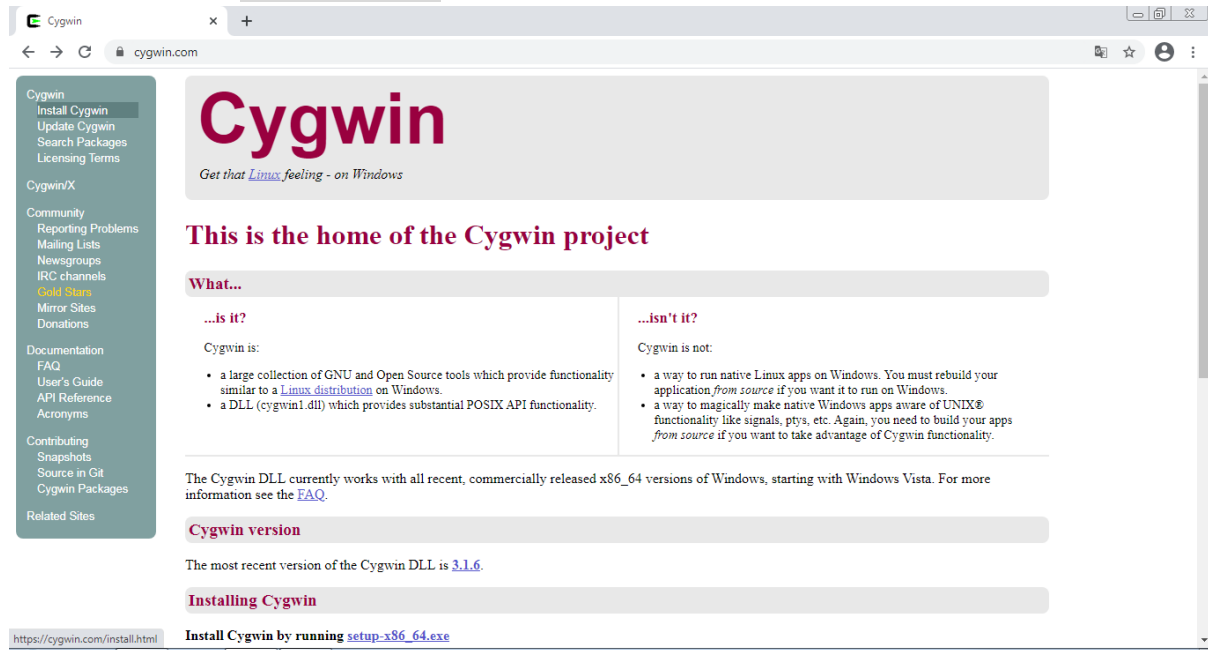 Cygwin
cygwin.com
Cygwin
Install Cygwin
Update Cygwin
Search Packages
Licensing Terms
Cygwin/X
Community
Reporting Problems
Mailing Lists
Newsgroups
IRC channels
Gold Stars
Mirror Sites
Donations
Documentation
FAQ
User's Guide
API Reference
Acronyms
Contributing
Snapshots
Source in Git
Cygwin Packages
Related Sites
Cygwin
Get that Linux feeling - on Windows
This is the home of the Cygwin project
What...
...is it?
Cygwin is:
• a large collection of GNU and Open Source tools which provide functionality
similar to a Linux distribution on Windows.
• a DLL (cygwin1.dll) which provides substantial POSIX API functionality.
...isn't it?
Cygwin is not:
• a way to run native Linux apps on Windows. You must rebuild your
application from source if you want it to run on Windows.
• a way to magically make native Windows apps aware of UNIX®
functionality like signals, ptys, etc. Again, you need to build your apps
from source if you want to take advantage of Cygwin functionality.
The Cygwin DLL currently works with all recent, commercially released x86_64 versions of Windows, starting with Windows Vista. For more
information see the FAQ.
Cygwin version
The most recent version of the Cygwin DLL is 3.1.6.
Installing Cygwin
Install Cygwin by running setup-x86_64.exe
https://cygwin.com/install.html